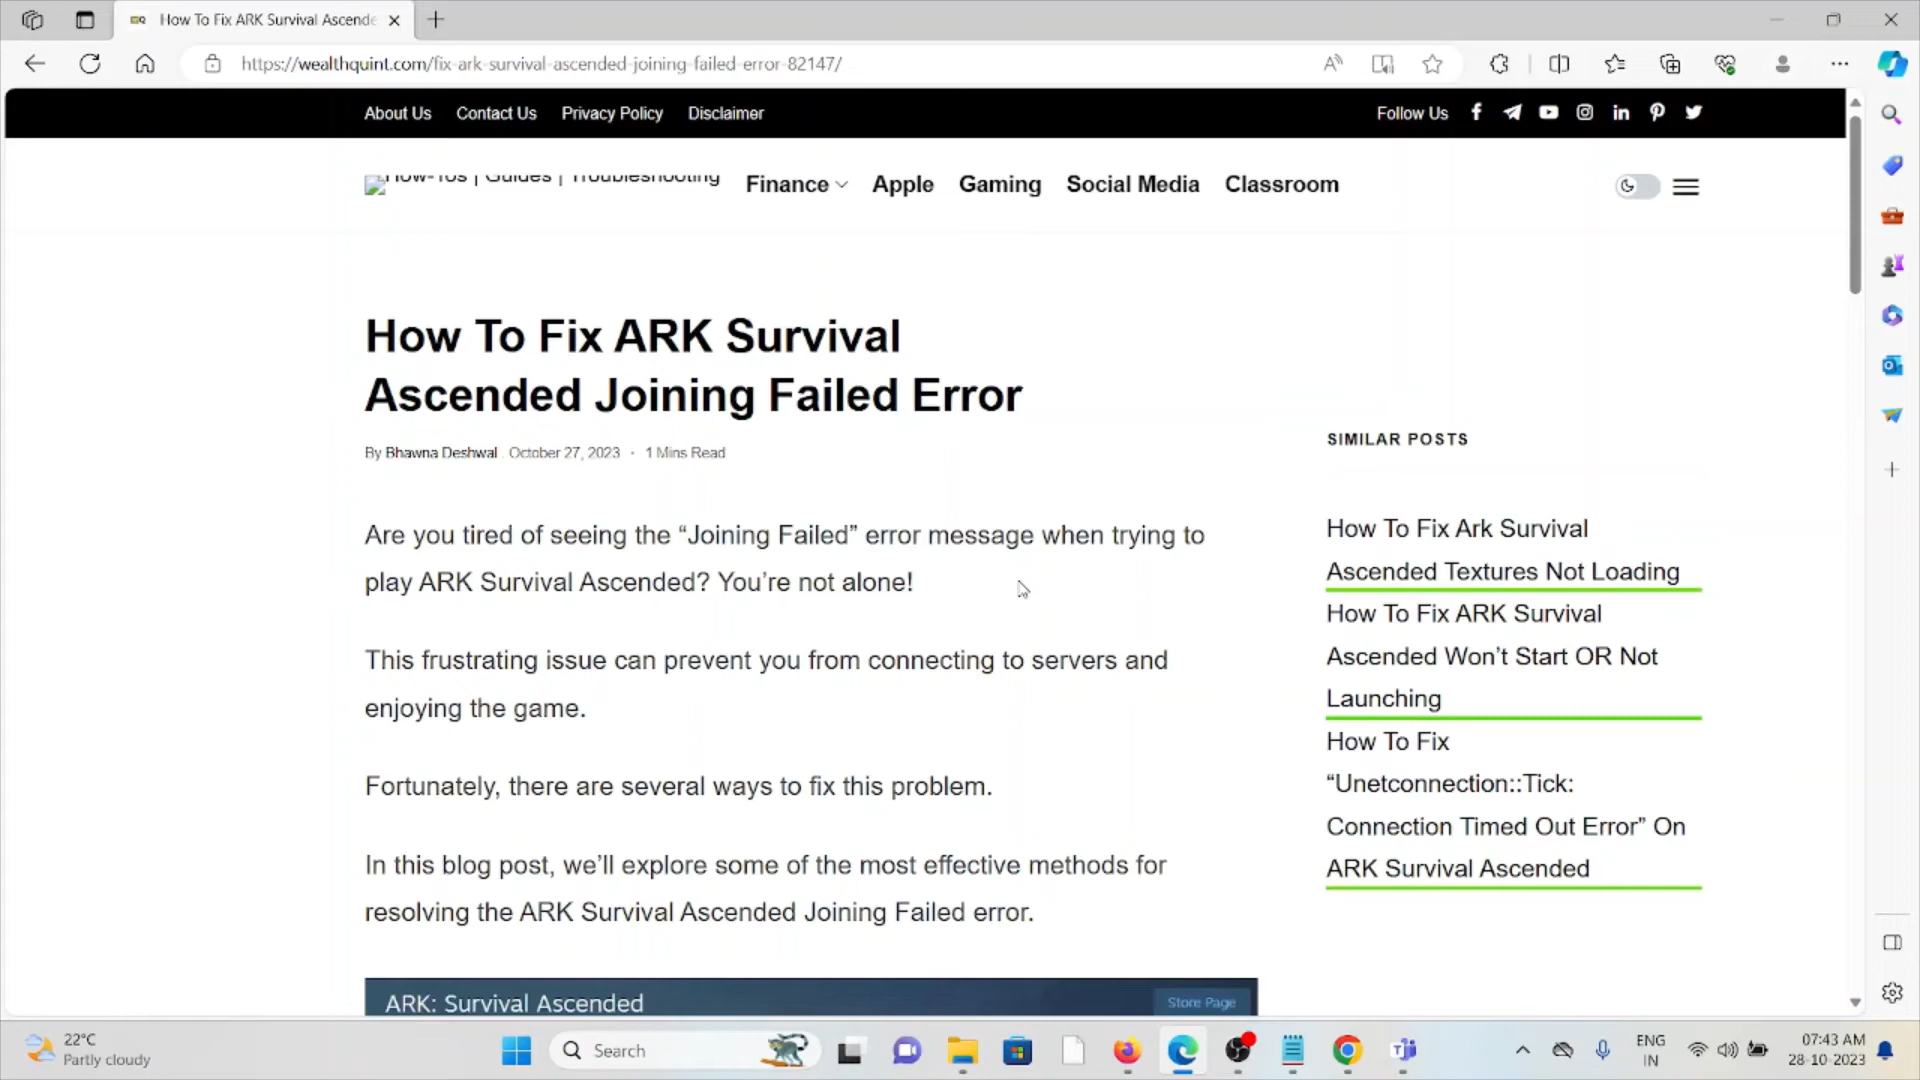 How To Fix ARK Survival Ascende
https://wealthquint.com/fix-ark-survival-ascended-joining-failed-error-82147/
About Us Contact Us Privacy Policy Disclaimer Follow Us
How-Tos | Guides | Troubleshooting Finance Apple Gaming Social Media Classroom
How To Fix ARK Survival
Ascended Joining Failed Error
By Bhawna Deshwal . October 27, 2023 · 1 Mins Read
Are you tired of seeing the “Joining Failed” error message when trying to
play ARK Survival Ascended? You’re not alone!
This frustrating issue can prevent you from connecting to servers and
enjoying the game.
Fortunately, there are several ways to fix this problem.
In this blog post, we’ll explore some of the most effective methods for
resolving the ARK Survival Ascended Joining Failed error.
ARK: Survival Ascended Store Page
SIMILAR POSTS
How To Fix Ark Survival
Ascended Textures Not Loading
How To Fix ARK Survival
Ascended Won’t Start OR Not
Launching
How To Fix
“Unetconnection::Tick:
Connection Timed Out Error” On
ARK Survival Ascended
22°C
Partly cloudy
Search
ENG
IN
07:43 AM
28-10-2023